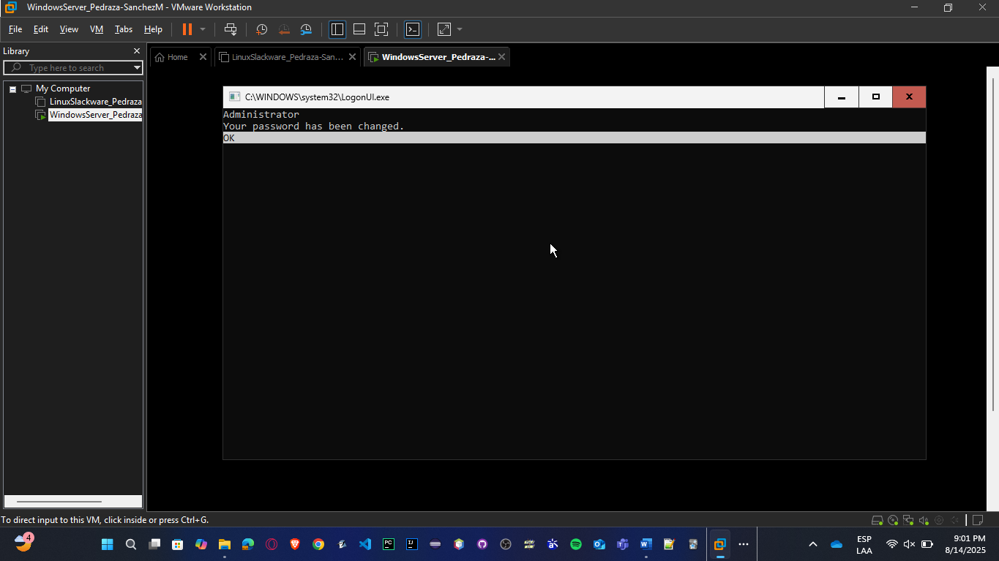 WindowsServer_Pedraza-SanchezM - VMware Workstation
File Edit View VM Tabs Help
Library
Type here to search
My Computer
LinuxSlackware_Pedraza
WindowsServer_Pedraza
Home
LinuxSlackware_Pedraza-San...
WindowsServer_Pedraza-...
C:\WINDOWS\system32\LogonUI.exe
Administrator
Your password has been changed.
OK
To direct input to this VM, click inside or press Ctrl+G.
4
PC
IJ
ESP
LAA
9:01 PM
8/14/2025